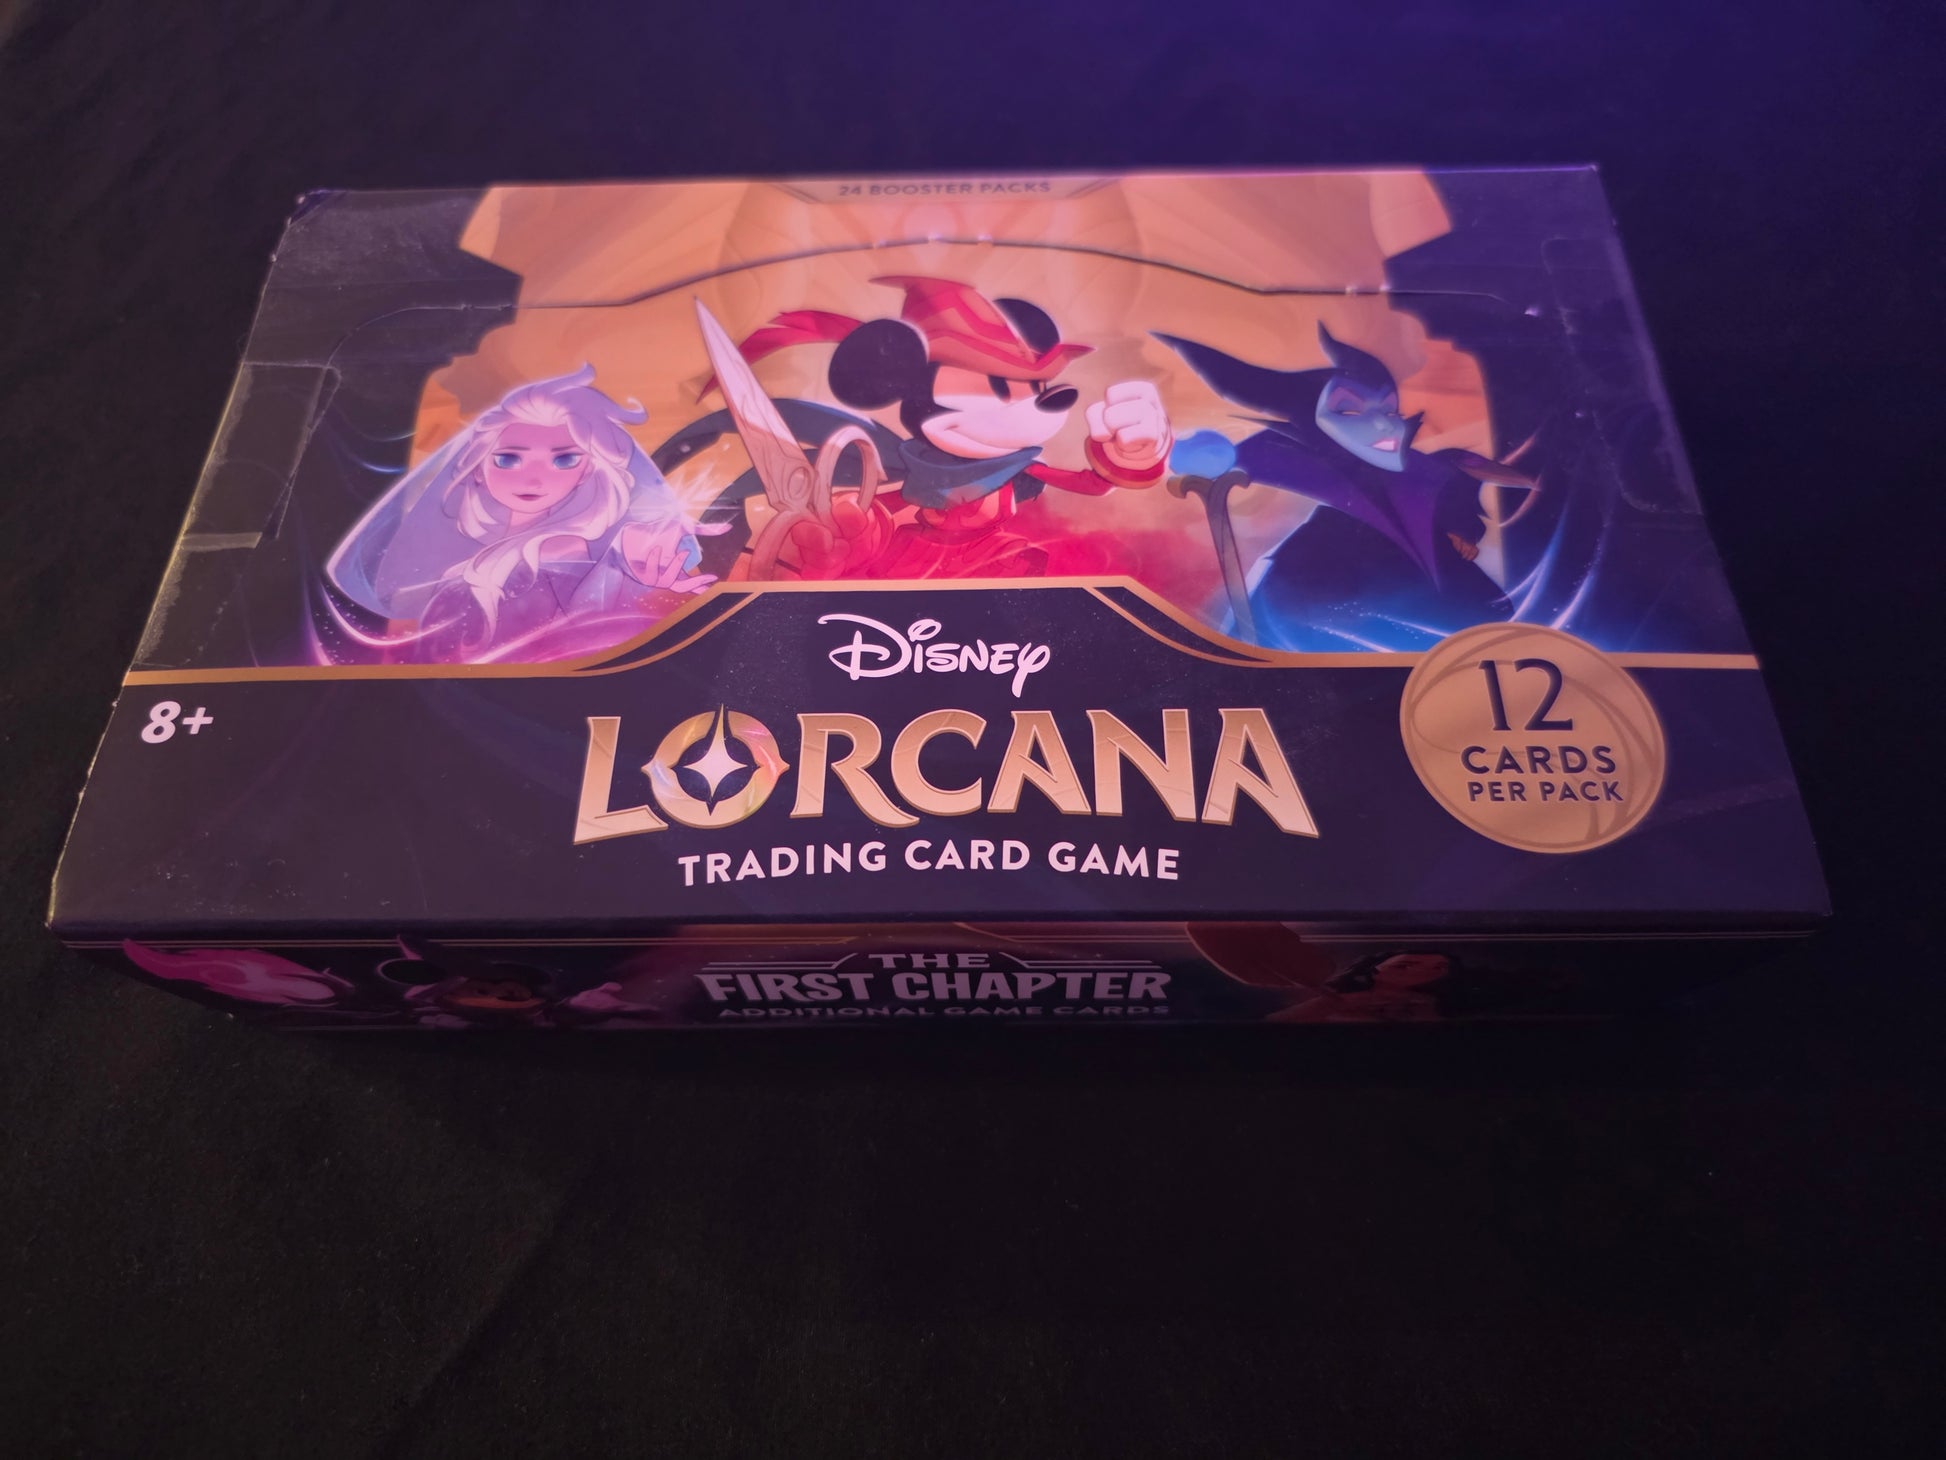 24 BOOSTER PACKS
8+
Disney
LORCANA
TRADING CARD GAME
12
CARDS
PER PACK
THE
FIRST CHAPTER
ADDITIONAL GAME CARDS